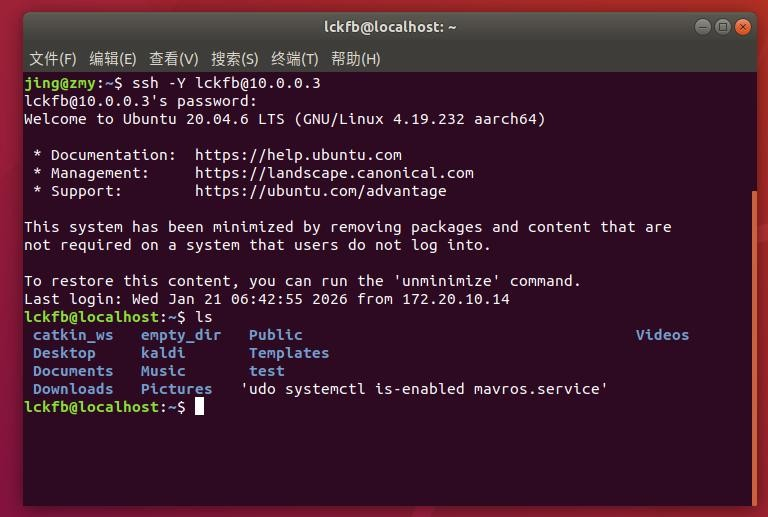 lckfb@localhost: ~
文件(F) 编辑(E) 查看(V) 搜索(S) 终端(T) 帮助(H)
jing@zmy:~$ ssh -Y lckfb@10.0.0.3
lckfb@10.0.0.3's password:
Welcome to Ubuntu 20.04.6 LTS (GNU/Linux 4.19.232 aarch64)
* Documentation:  https://help.ubuntu.com
* Management:     https://landscape.canonical.com
* Support:        https://ubuntu.com/advantage
This system has been minimized by removing packages and content that are
not required on a system that users do not log into.
To restore this content, you can run the 'unminimize' command.
Last login: Wed Jan 21 06:42:55 2026 from 172.20.10.14
lckfb@localhost:~$ ls
catkin_ws   empty_dir   Public                                     Videos
Desktop     kaldi       Templates
Documents   Music       test
Downloads   Pictures   'udo systemctl is-enabled mavros.service'
lckfb@localhost:~$